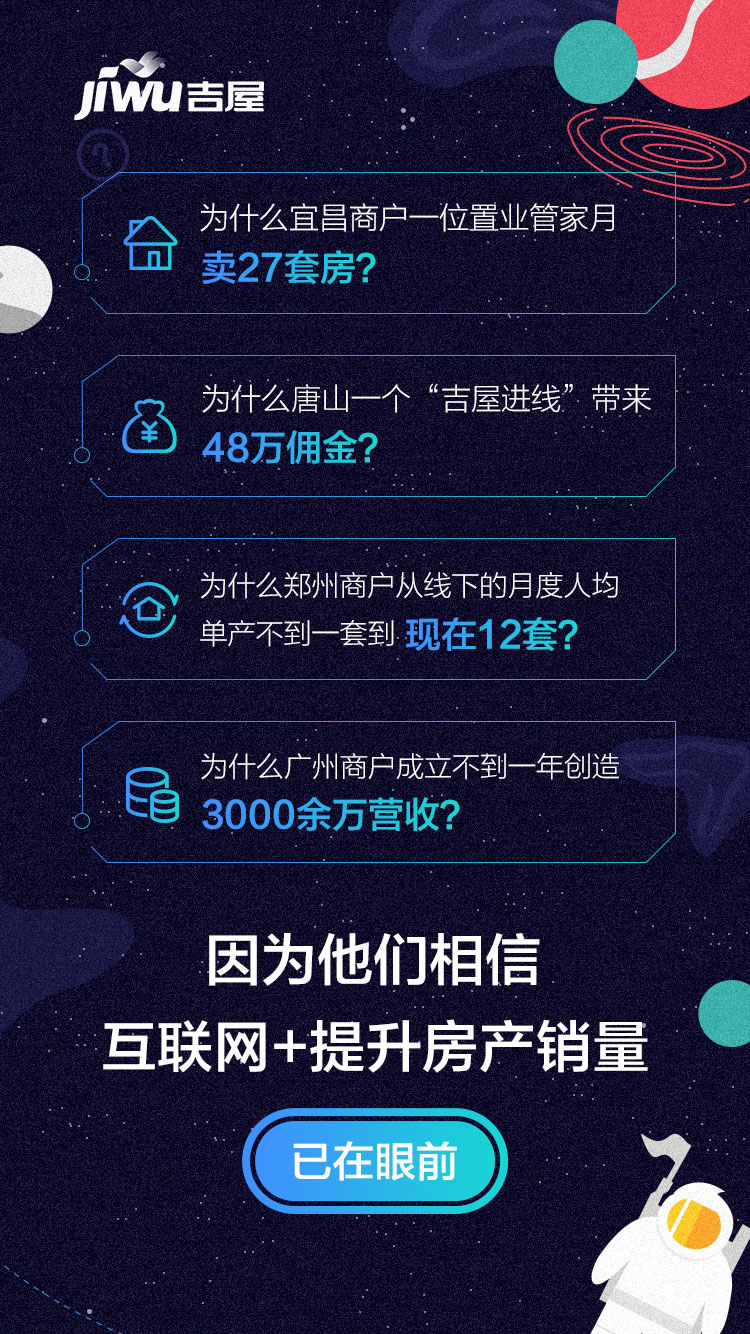 JIWU吉屋
为什么宜昌商户一位置业管家月
卖27套房?
为什么唐山一个“吉屋进线”带来
48万佣金?
为什么郑州商户从线下的月度人均
单产不到一套到 现在12套?
为什么广州商户成立不到一年创造
3000余万营收?
因为他们相信
互联网+提升房产销量
已在眼前